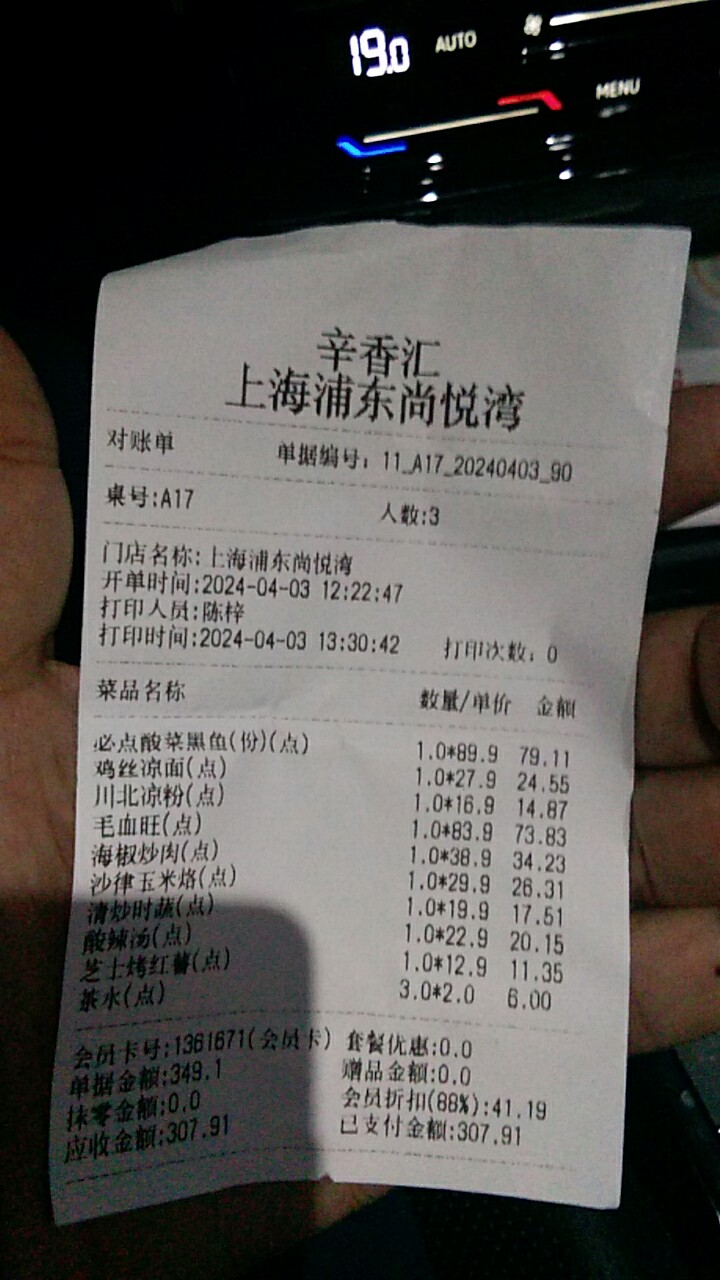 19.0 AUTO
MENU
辛香汇
上海浦东尚悦湾
对账单 单据编号：11_A17_20240403_90
桌号:A17 人数:3
门店名称:上海浦东尚悦湾
开单时间:2024-04-03 12:22:47
打印人员:陈梓
打印时间:2024-04-03 13:30:42 打印次数：0
菜品名称 数量/单价 金额
必点酸菜黑鱼(份)(点) 1.0*89.9 79.11
鸡丝凉面(点) 1.0*27.9 24.55
川北凉粉(点) 1.0*16.9 14.87
毛血旺(点) 1.0*83.9 73.83
海椒炒肉(点) 1.0*38.9 34.23
沙律玉米烙(点) 1.0*29.9 26.31
清炒时蔬(点) 1.0*19.9 17.51
酸辣汤(点) 1.0*22.9 20.15
芝士烤红薯(点) 1.0*12.9 11.35
茶水(点) 3.0*2.0 6.00
会员卡号:1361671(会员卡) 套餐优惠:0.0
单据金额:349.1 赠品金额:0.0
抹零金额:0.0 会员折扣(88%):41.19
应收金额:307.91 已支付金额:307.91